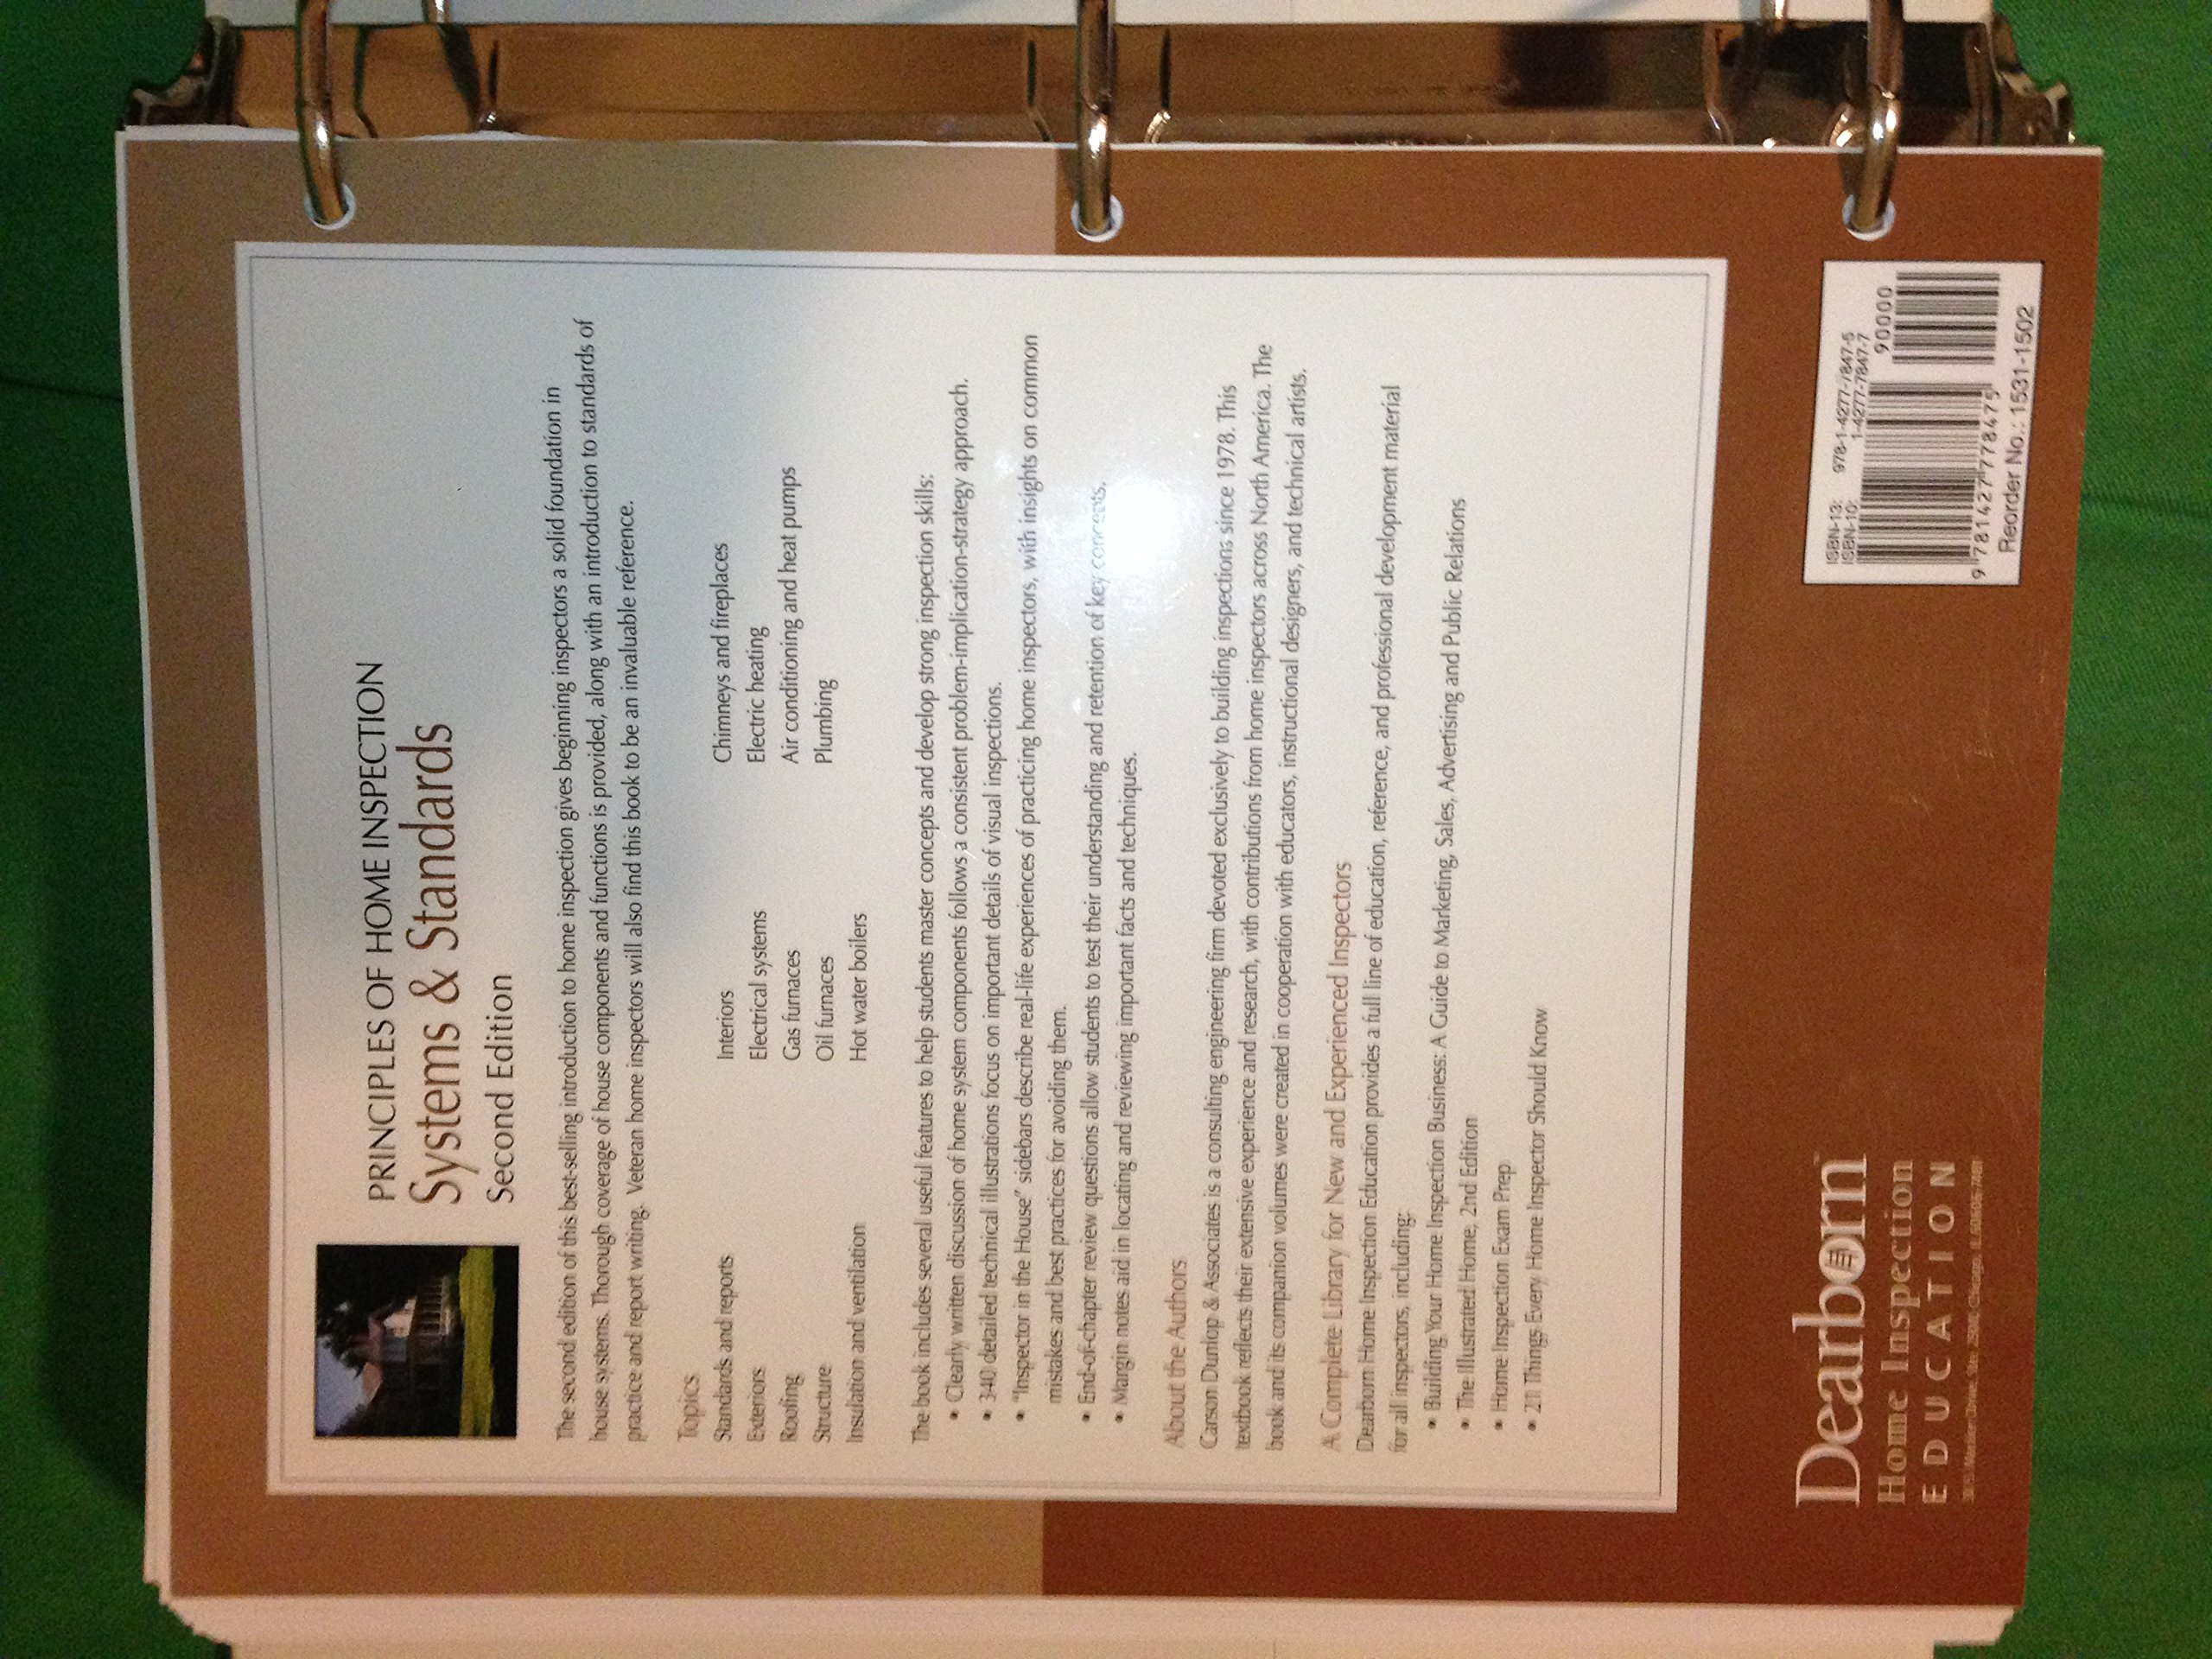 PRINCIPLES OF HOME INSPECTION
Systems & Standards
Second Edition
The second edition of this best-selling introduction to home inspection gives beginning inspectors a solid foundation in
house systems. Thorough coverage of house components and functions is provided, along with an introduction to standards of
practice and report writing. Veteran home inspectors will also find this book to be an invaluable reference.
Topics
Standards and reports
Exteriors
Roofing
Structure
Insulation and ventilation
Interiors
Electrical systems
Gas furnaces
Oil furnaces
Hot water boilers
Chimneys and fireplaces
Electric heating
Air conditioning and heat pumps
Plumbing
The book includes several useful features to help students master concepts and develop strong inspection skills:
• Clearly written discussion of home system components follows a consistent problem-implication-strategy approach.
• 340 detailed technical illustrations focus on important details of visual inspections.
• "Inspector in the House" sidebars describe real-life experiences of practicing home inspectors, with insights on common
mistakes and best practices for avoiding them.
• End-of-chapter review questions allow students to test their understanding and retention of key concepts.
• Margin notes aid in locating and reviewing important facts and techniques.
About the Authors
Carson Dunlop & Associates is a consulting engineering firm devoted exclusively to building inspections since 1978. This
textbook reflects their extensive experience and research, with contributions from home inspectors across North America. The
book and its companion volumes were created in cooperation with educators, instructional designers, and technical artists.
A Complete Library for New and Experienced Inspectors
Dearborn Home Inspection Education provides a full line of education, reference, and professional development material
for all inspectors, including:
• Building Your Home Inspection Business: A Guide to Marketing, Sales, Advertising and Public Relations
• The Illustrated Home, 2nd Edition
• Home Inspection Exam Prep
• 211 Things Every Home Inspector Should Know
Dearborn™
Home Inspection
EDUCATION
ISBN-13: 978-1-4277-7847-5
ISBN-10: 1-4277-7847-7
90000
9 781427 778475
Reorder No.: 1531-1502